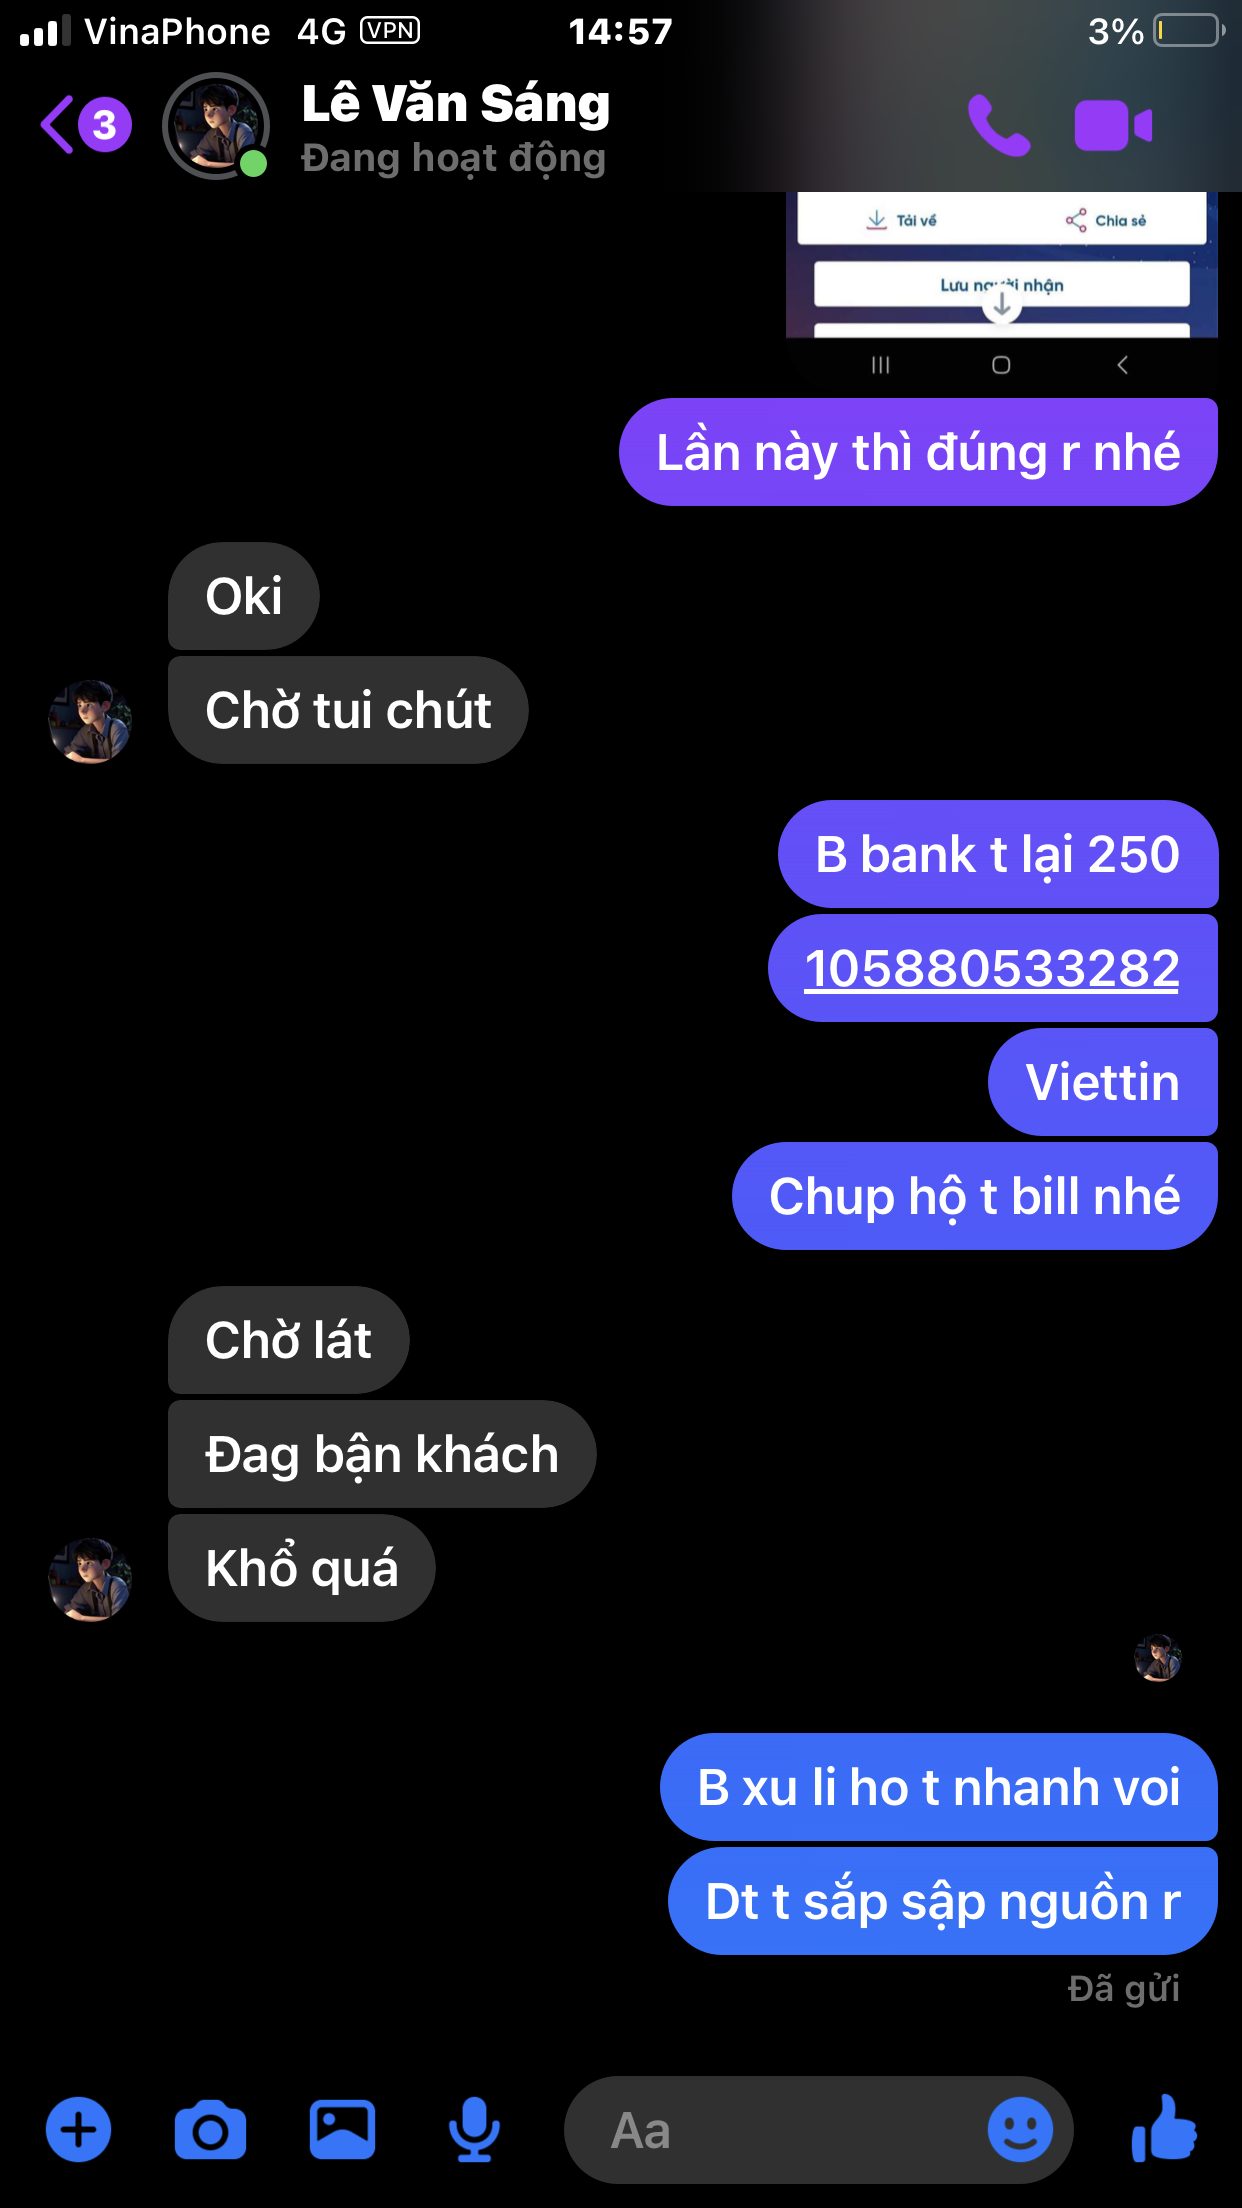 VinaPhone 4G VPN 14:57 3%
3 Lê Văn Sáng
Đang hoạt động
Tải về Chia sẻ
Lưu người nhận
Lần này thì đúng r nhé
Oki
Chờ tui chút
B bank t lại 250
105880533282
Viettin
Chup hộ t bill nhé
Chờ lát
Đag bận khách
Khổ quá
B xu li ho t nhanh voi
Dt t sắp sập nguồn r
Đã gửi
Aa